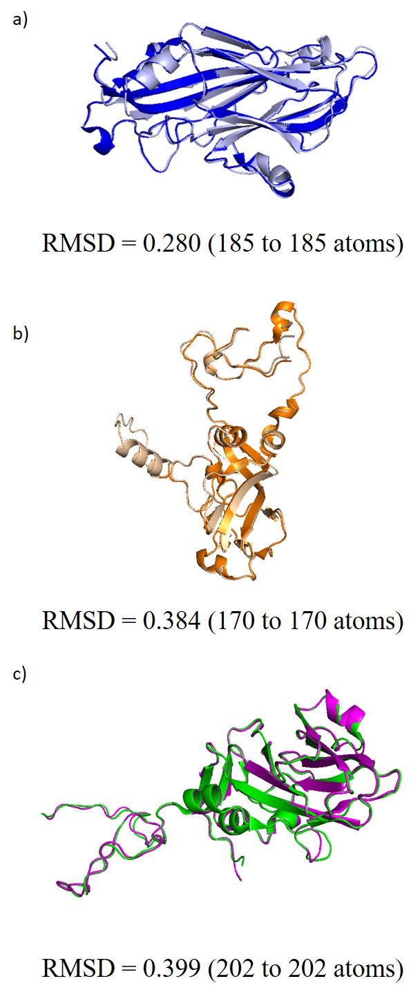 a)
RMSD = 0.280 (185 to 185 atoms)
b)
RMSD = 0.384 (170 to 170 atoms)
c)
RMSD = 0.399 (202 to 202 atoms)